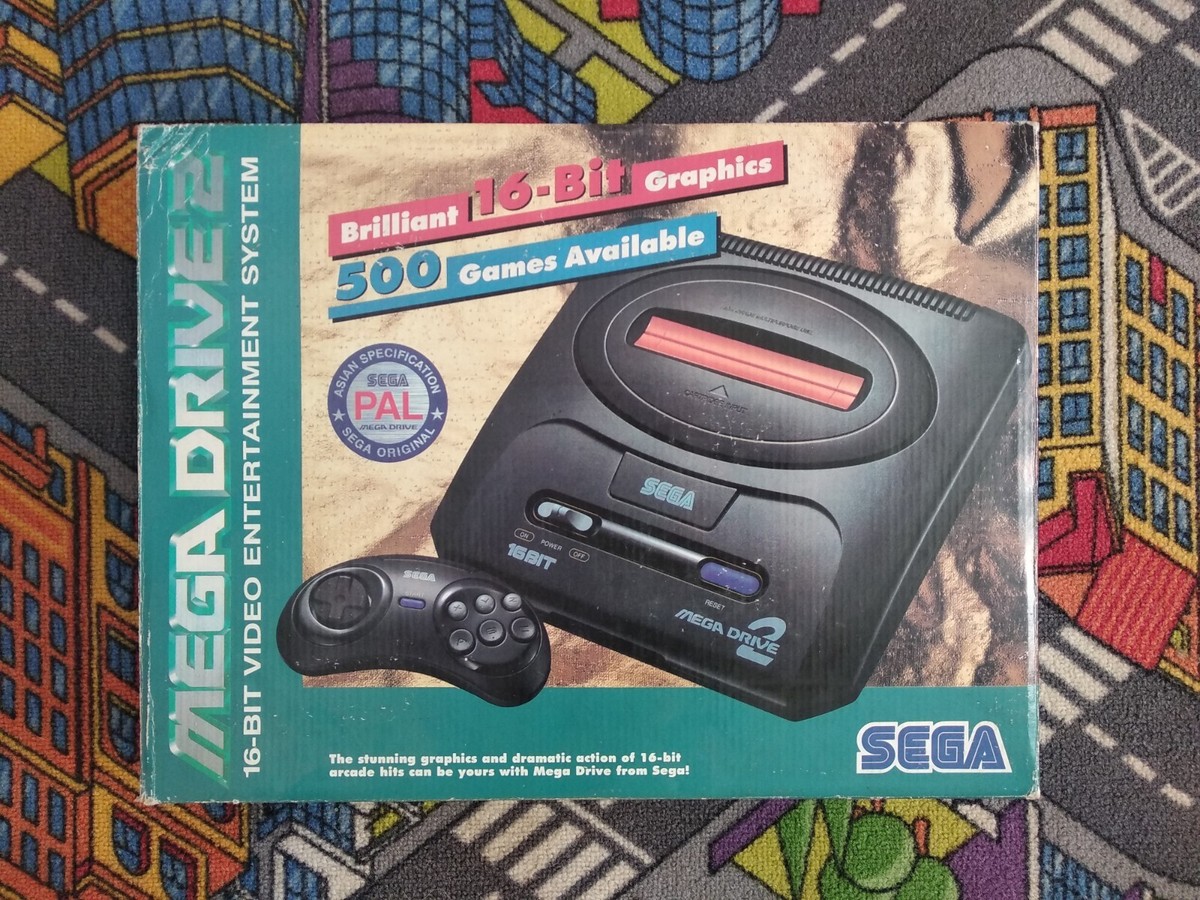 MEGA DRIVE 2
16-BIT VIDEO ENTERTAINMENT SYSTEM
Brilliant 16-Bit Graphics
500 Games Available
ASIAN SPECIFICATION
SEGA
PAL
MEGA DRIVE
SEGA ORIGINAL
SEGA
ON POWER OFF
16BIT
RESET
MEGA DRIVE 2
SEGA
The stunning graphics and dramatic action of 16-bit
arcade hits can be yours with Mega Drive from Sega!
SEGA